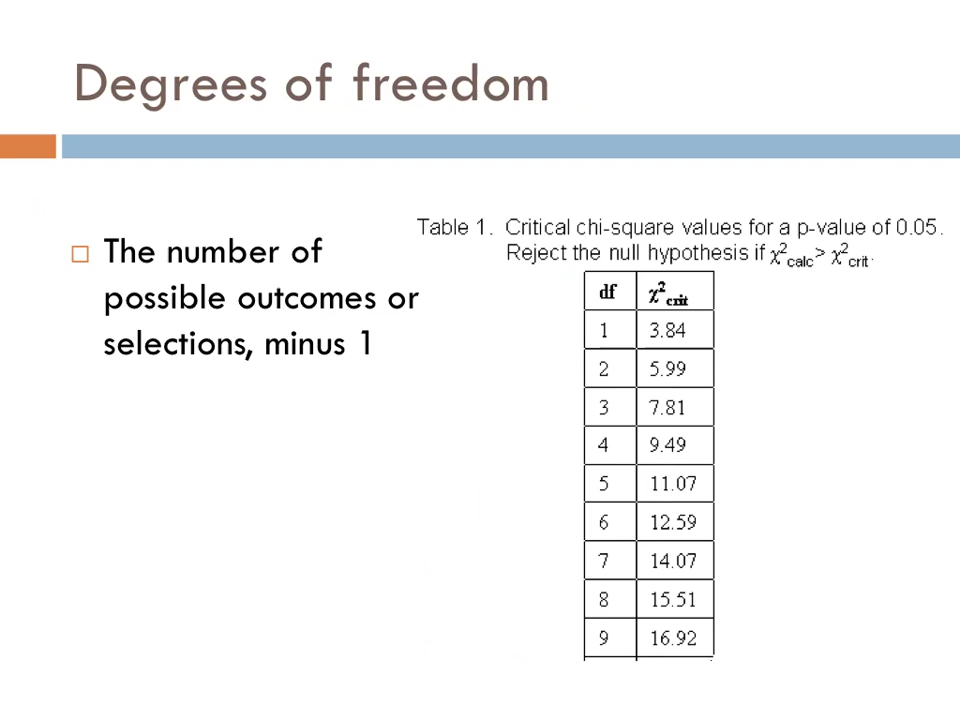 Degrees of freedom
The number of
possible outcomes or
selections, minus 1
Table 1. Critical chi-square values for a p-value of 0.05.
Reject the null hypothesis if χ²calc > χ²crit.
df χ²crit
1 3.84
2 5.99
3 7.81
4 9.49
5 11.07
6 12.59
7 14.07
8 15.51
9 16.92